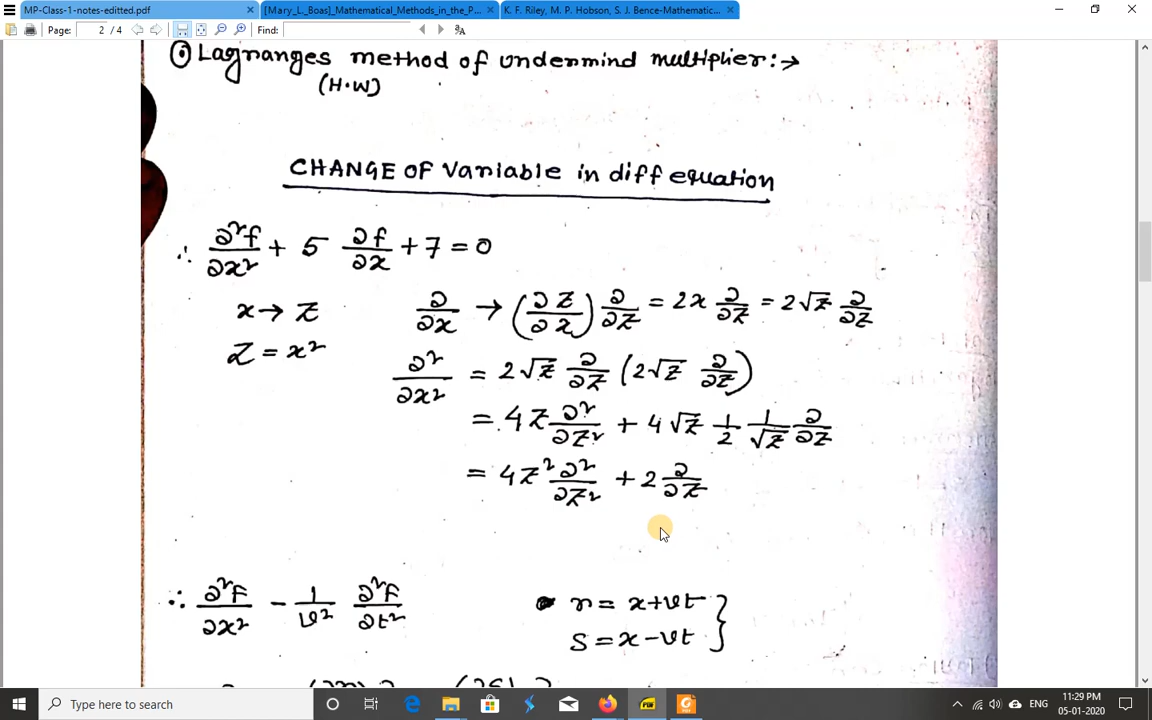 MP-Class-1-notes-editted.pdf
[Mary_L._Boas]_Mathematical_Methods_in_the_P...
K. F. Riley, M. P. Hobson, S. J. Bence-Mathematic...
Page: 2 / 4 Find:
Lagranges method of undermind multiplier:→
(H.W)
CHANGE OF Variable in diff equation
∴ ∂²f/∂x² + 5 ∂f/∂x + 7 = 0
x → z ∂/∂x → (∂z/∂x) ∂/∂z = 2x ∂/∂z = 2√z ∂/∂z
z = x²
∂²/∂x² = 2√z ∂/∂z (2√z ∂/∂z)
= 4z ∂²/∂z² + 4√z 1/2 1/√z ∂/∂z
= 4z² ∂²/∂z² + 2 ∂/∂z
∴ ∂²F/∂x² - 1/v² ∂²F/∂t² r = x+vt }
s = x-vt
Type here to search
ENG
11:29 PM
05-01-2020